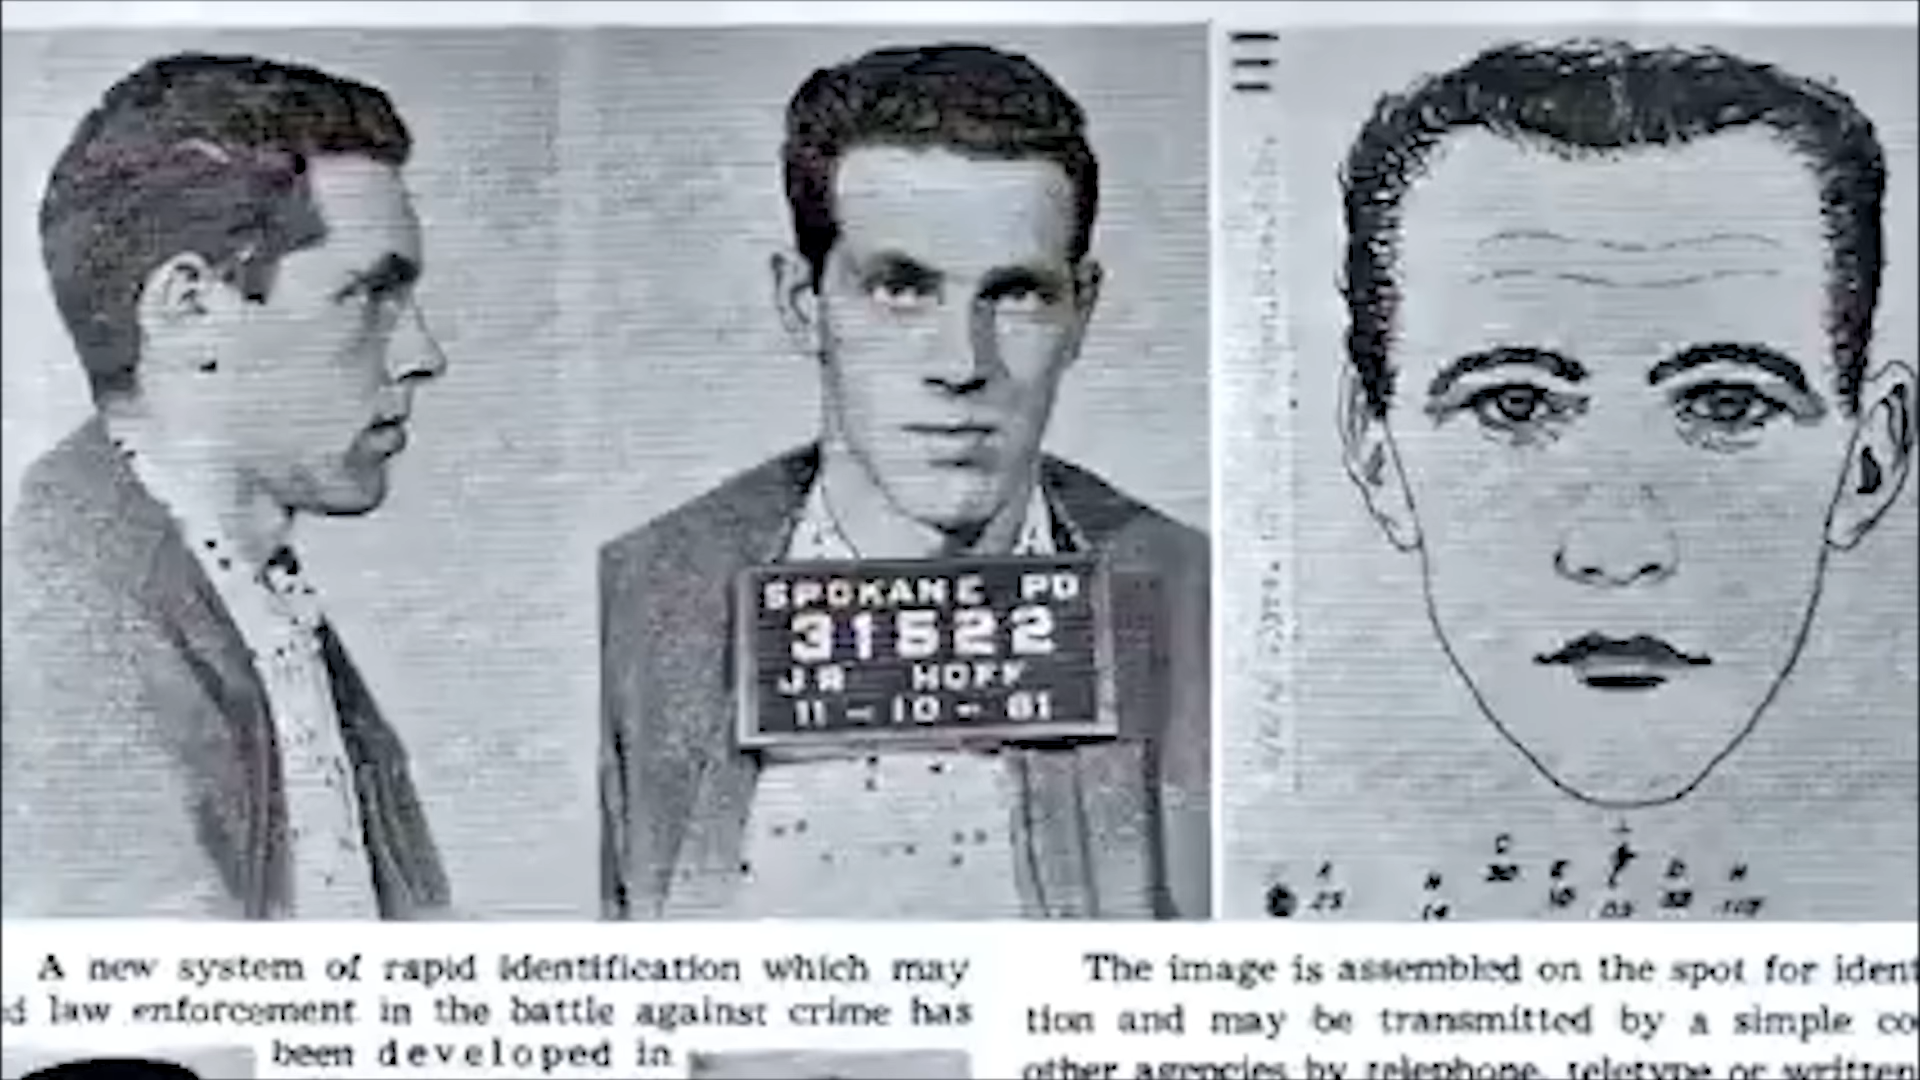 SPOKANE PD
31522
JR HOFF
11-10-61
A new system of rapid identification which may
law enforcement in the battle against crime has
been developed in
The image is assembled on the spot for ident
tion and may be transmitted by a simple co
other agencies by telephone, teletype or written